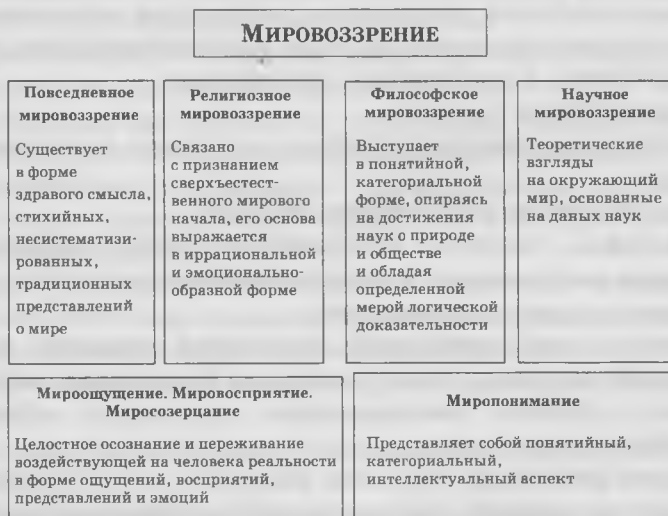 МИРОВОЗЗРЕНИЕ
Повседневное
мировоззрение
Существует
в форме
здравого смысла,
стихийных,
несистематизи-
рованных,
традиционных
представлений
о мире
Религиозное
мировоззрение
Связано
с признанием
сверхъестест-
венного мирового
начала, его основа
выражается
в иррациональной
и эмоционально-
образной форме
Философское
мировоззрение
Выступает
в понятийной,
категориальной
форме, опираясь
на достижения
наук о природе
и обществе
и обладая
определенной
мерой логической
доказательности
Научное
мировоззрение
Теоретические
взгляды
на окружающий
мир, основанные
на даных наук
Мироощущение. Мировосприятие.
Миросозерцание
Целостное осознание и переживание
воздействующей на человека реальности
в форме ощущений, восприятий,
представлений и эмоций
Миропонимание
Представляет собой понятийный,
категориальный,
интеллектуальный аспект